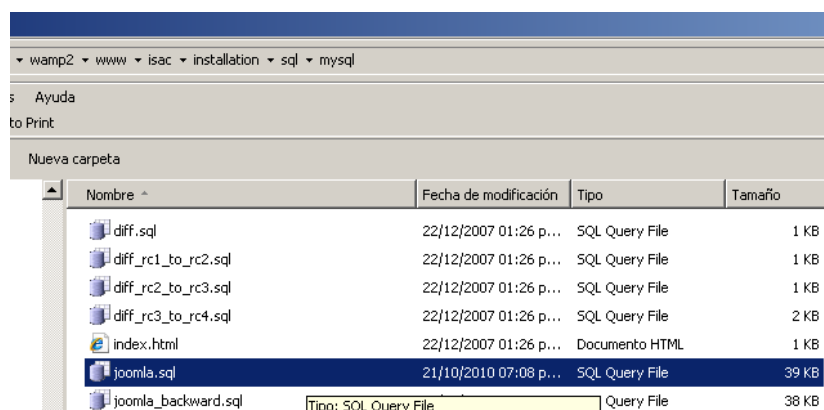 wamp2 www isac installation sql mysql
s Ayuda
to Print
Nueva carpeta
Nombre Fecha de modificación Tipo Tamaño
diff.sql 22/12/2007 01:26 p... SQL Query File 1 KB
diff_rc1_to_rc2.sql 22/12/2007 01:26 p... SQL Query File 1 KB
diff_rc2_to_rc3.sql 22/12/2007 01:26 p... SQL Query File 1 KB
diff_rc3_to_rc4.sql 22/12/2007 01:26 p... SQL Query File 2 KB
index.html 22/12/2007 01:26 p... Documento HTML 1 KB
joomla.sql 21/10/2010 07:08 p... SQL Query File 39 KB
joomla_backward.sql Query File 38 KB
Tipo: SQL Query File